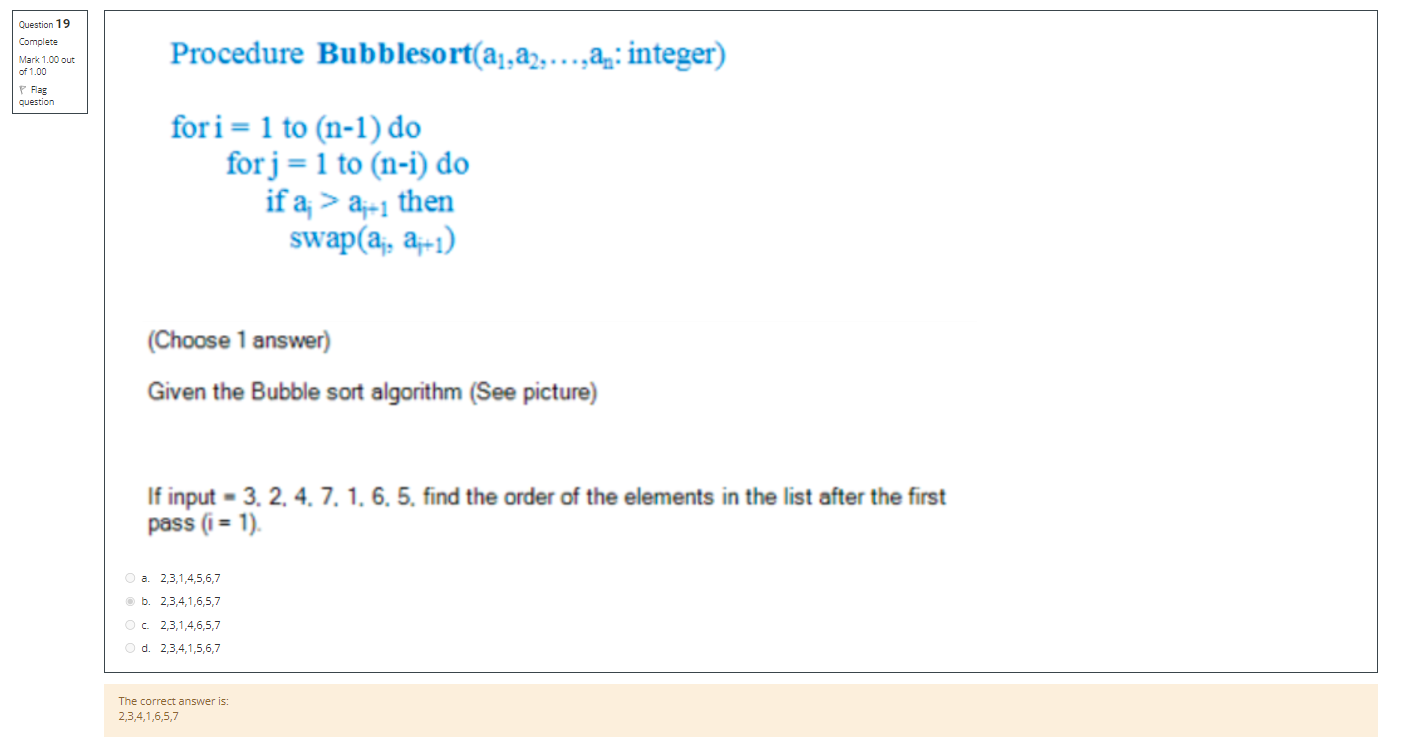 Question 19
Complete
Mark 1.00 out
of 1.00
Flag
question
Procedure Bubblesort(a₁,a₂,…,aₙ: integer)
for i = 1 to (n-1) do
for j = 1 to (n-i) do
if aⱼ > aⱼ₊₁ then
swap(aⱼ, aⱼ₊₁)
(Choose 1 answer)
Given the Bubble sort algorithm (See picture)
If input = 3, 2, 4, 7, 1, 6, 5, find the order of the elements in the list after the first
pass (i = 1).
a. 2,3,1,4,5,6,7
b. 2,3,4,1,6,5,7
c. 2,3,1,4,6,5,7
d. 2,3,4,1,5,6,7
The correct answer is:
2,3,4,1,6,5,7